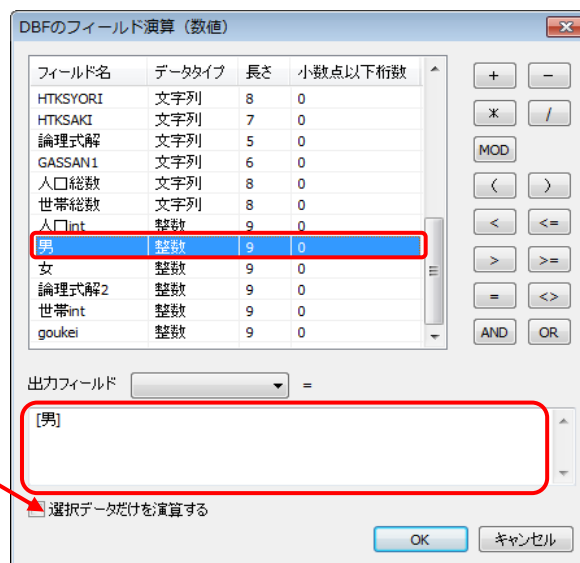 DBFのフィールド演算（数値）
フィールド名 データタイプ 長さ 小数点以下桁数
HTKSYORI 文字列 8 0
HTKSAKI 文字列 7 0
論理式解 文字列 5 0
GASSAN1 文字列 6 0
人口総数 文字列 8 0
世帯総数 文字列 8 0
人口int 整数 9 0
男 整数 9 0
女 整数 9 0
論理式解2 整数 9 0
世帯int 整数 9 0
goukei 整数 9 0
+ -
* /
MOD
( )
< <=
> >=
= <>
AND OR
出力フィールド =
[男]
選択データだけを演算する
OK キャンセル